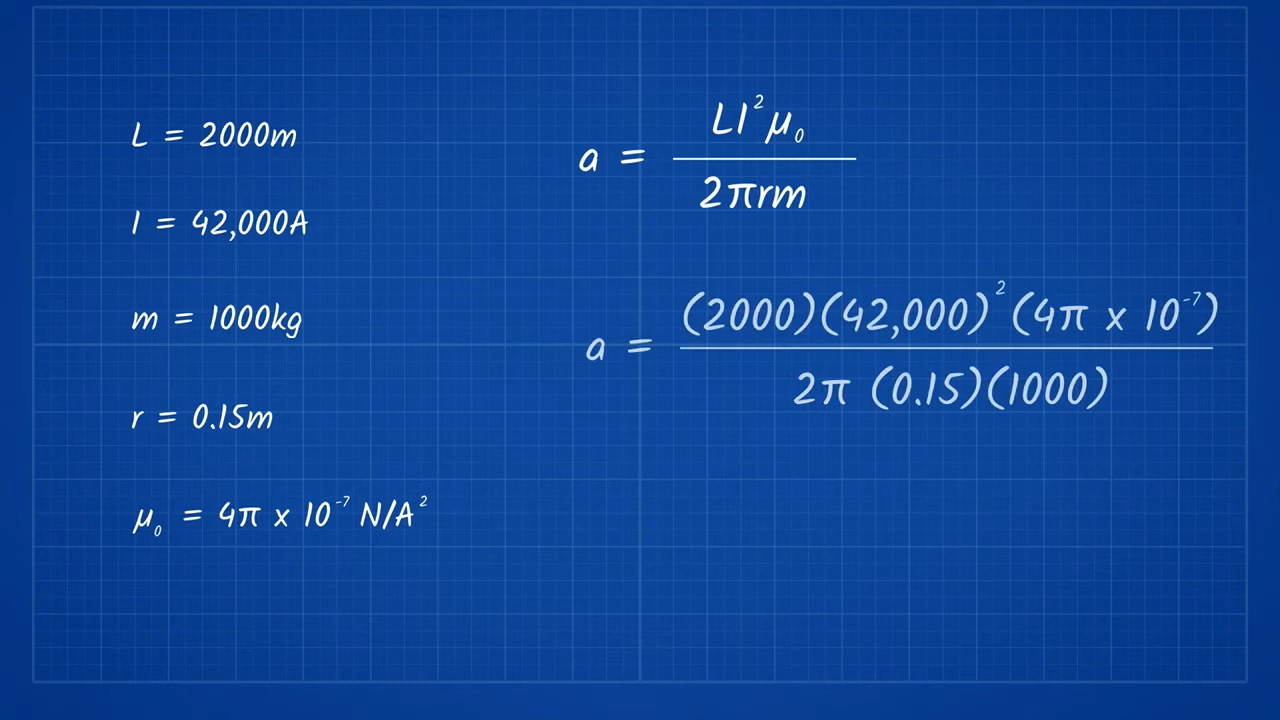 L = 2000m
I = 42,000A
m = 1000kg
r = 0.15m
μ₀ = 4π x 10⁻⁷ N/A²
a = LI²μ₀
2πrm
a = (2000)(42,000)²(4π x 10⁻⁷)
2π (0.15)(1000)